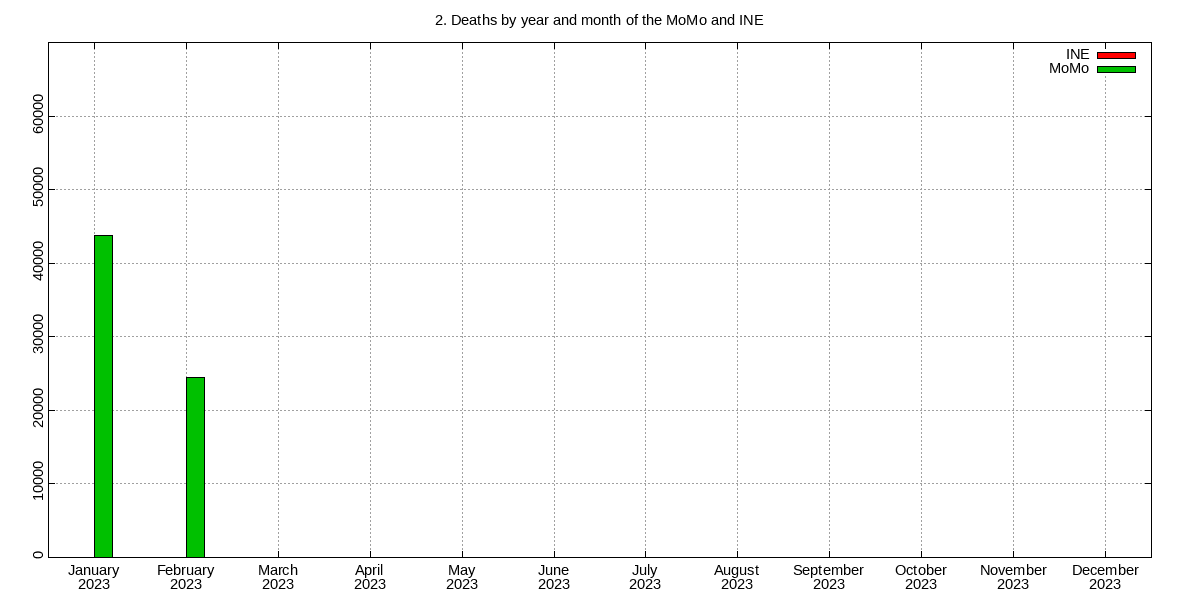 2. Deaths by year and month of the MoMo and INE
INE
MoMo
60000
50000
40000
30000
20000
10000
0
January February March April May June July August September October November December
2023 2023 2023 2023 2023 2023 2023 2023 2023 2023 2023 2023